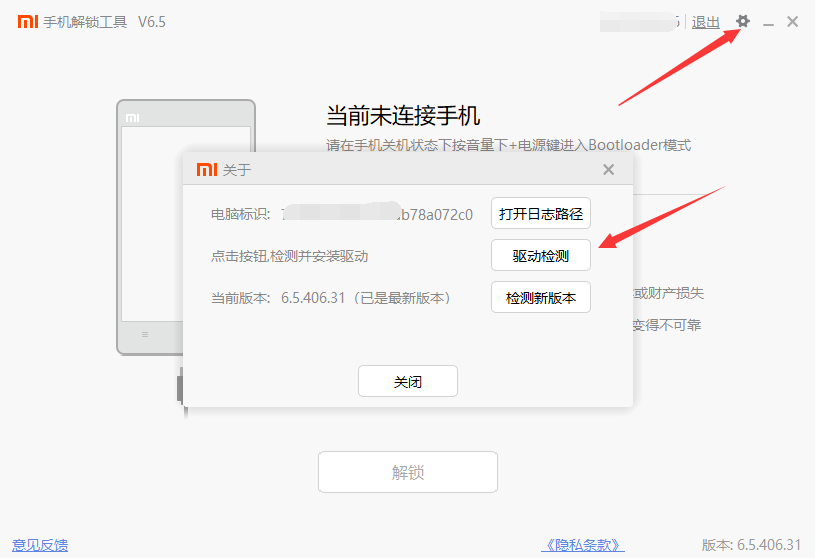 mi 手机解锁工具 V6.5
5 退出
mi
当前未连接手机
请在手机关机状态下按音量下+电源键进入Bootloader模式
mi 关于
电脑标识: b78a072c0 打开日志路径
点击按钮,检测并安装驱动 驱动检测
当前版本: 6.5.406.31（已是最新版本） 检测新版本
或财产损失
变得不可靠
关闭
解锁
意见反馈
《隐私条款》
版本: 6.5.406.31